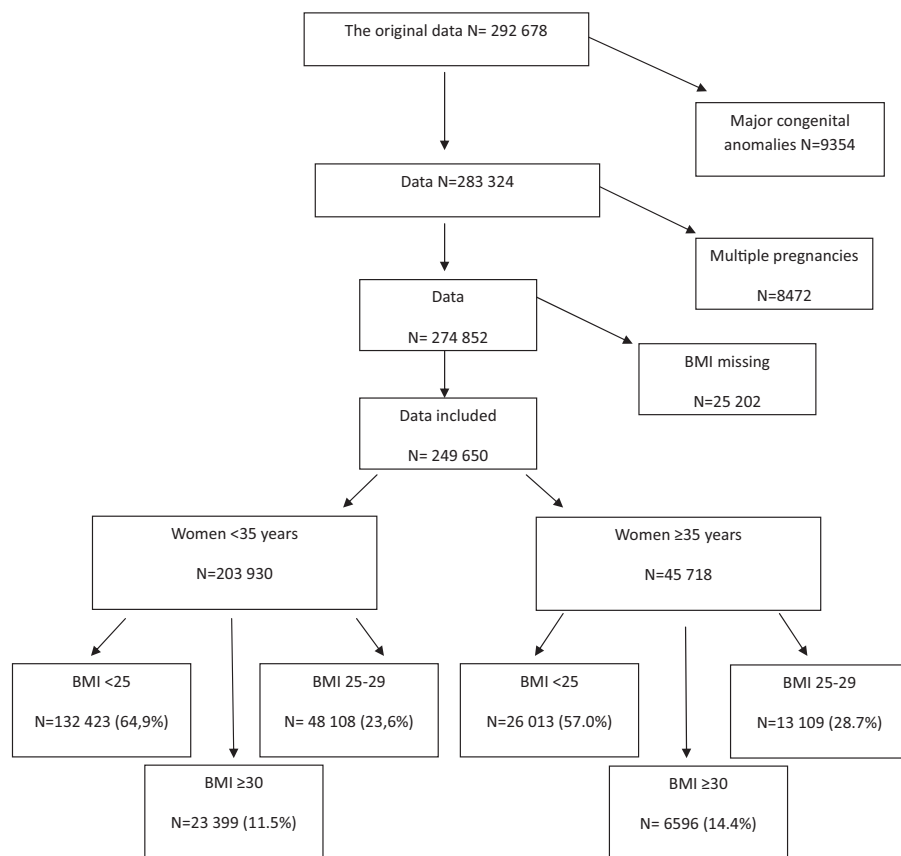 The original data N= 292 678
Major congenital
anomalies N=9354
Data N=283 324
Multiple pregnancies
N=8472
Data
N= 274 852
BMI missing
N=25 202
Data included
N= 249 650
Women <35 years
N=203 930
Women ≥35 years
N=45 718
BMI <25
N=132 423 (64,9%)
BMI 25-29
N= 48 108 (23,6%)
BMI <25
N=26 013 (57.0%)
BMI 25-29
N=13 109 (28.7%)
BMI ≥30
N=23 399 (11.5%)
BMI ≥30
N= 6596 (14.4%)